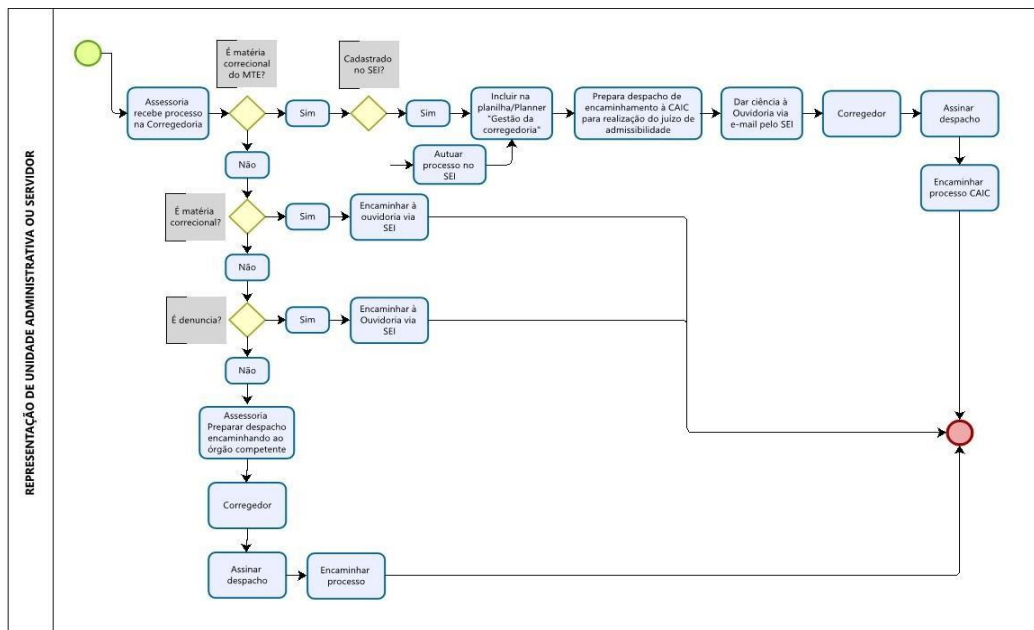 REPRESENTAÇÃO DE UNIDADE ADMINISTRATIVA OU SERVIDOR
É matéria
correcional
do MTE?
Cadastrado
no SEI?
Assessoria
recebe processo
na Corregedoria
Sim
Sim
Incluir na
planilha/Planner
"Gestão da
corregedoria"
Prepara despacho de
encaminhamento à CAIC
para realização do juízo de
admissibilidade
Dar ciência à
Ouvidoria via
e-mail pelo SEI
Corregedor
Assinar
despacho
Não
Autuar
processo no
SEI
Encaminhar
processo CAIC
É matéria
correcional?
Sim
Encaminhar à
ouvidoria via
SEI
Não
É denuncia?
Sim
Encaminhar à
Ouvidoria via
SEI
Não
Assessoria
Preparar despacho
encaminhando ao
órgão competente
Corregedor
Assinar
despacho
Encaminhar
processo